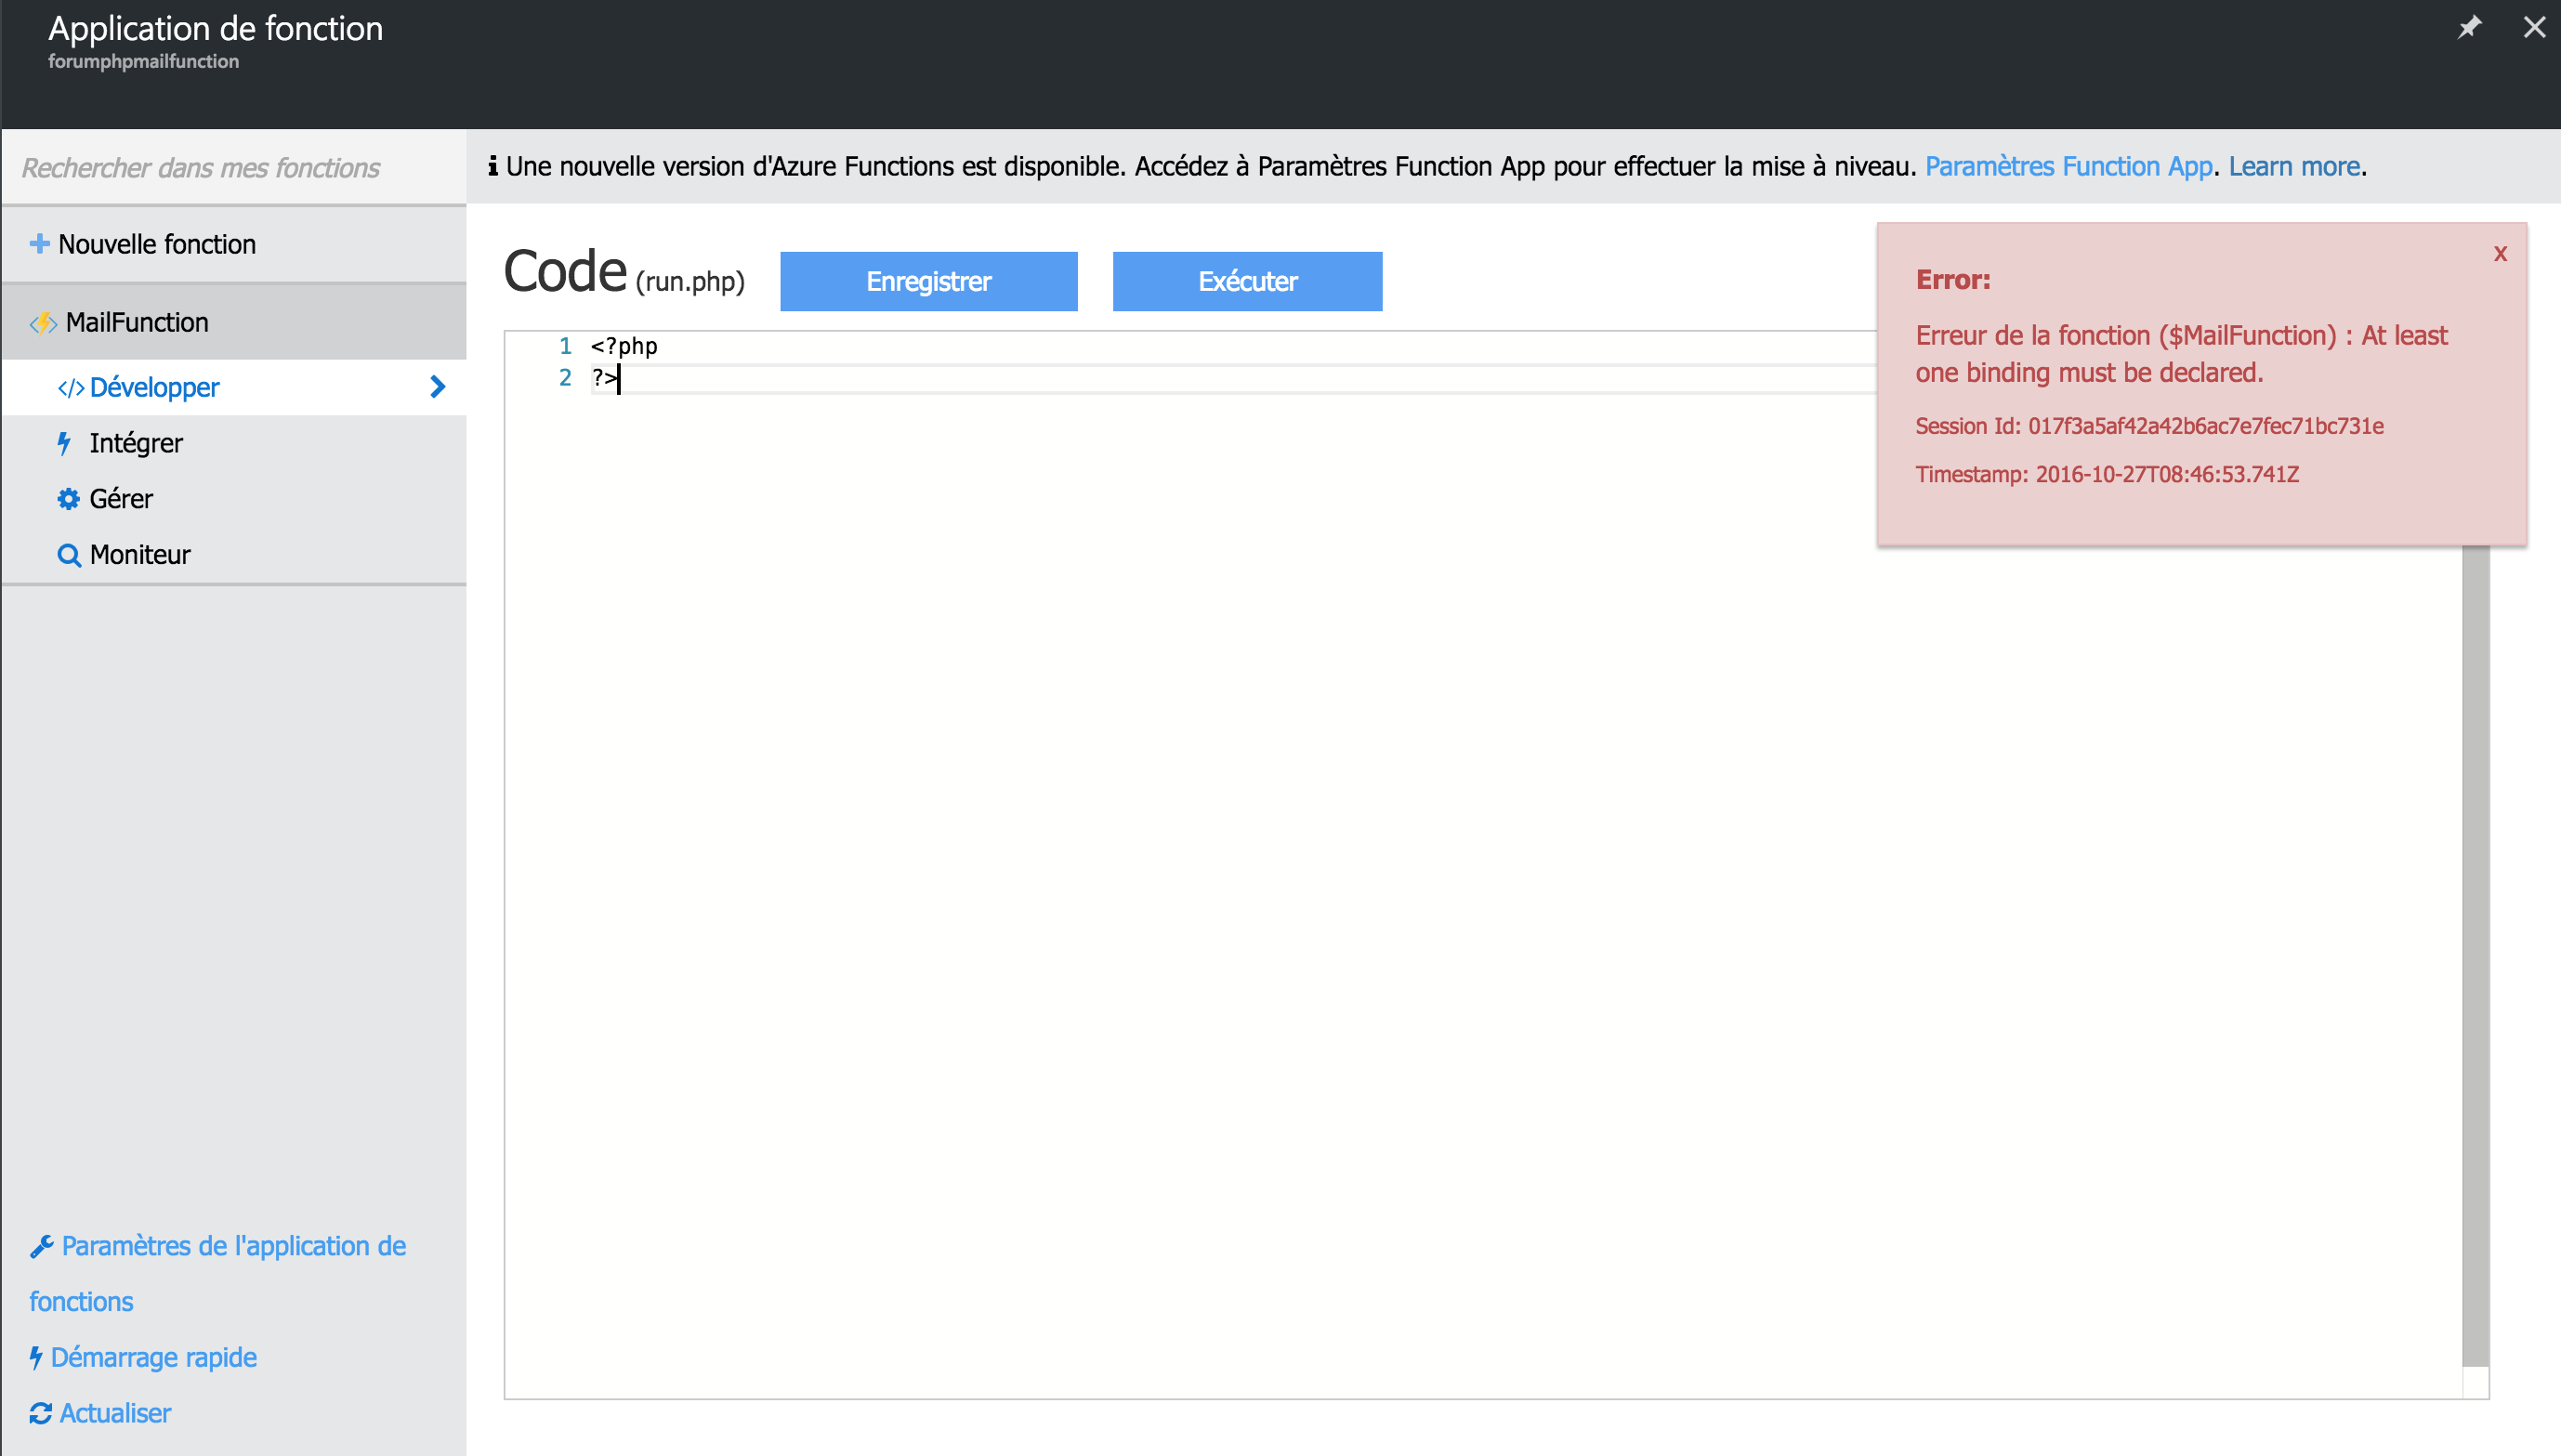 Application de fonction
forumphpmailfunction
Rechercher dans mes fonctions
Une nouvelle version d'Azure Functions est disponible. Accédez à Paramètres Function App pour effectuer la mise à niveau. Paramètres Function App. Learn more.
Nouvelle fonction
MailFunction
</> Développer
Intégrer
Gérer
Moniteur
Paramètres de l'application de
fonctions
Démarrage rapide
Actualiser
Code (run.php)
Enregistrer
Exécuter
1 <?php
2 ?>
x
Error:
Erreur de la fonction ($MailFunction) : At least
one binding must be declared.
Session Id: 017f3a5af42a42b6ac7e7fec71bc731e
Timestamp: 2016-10-27T08:46:53.741Z